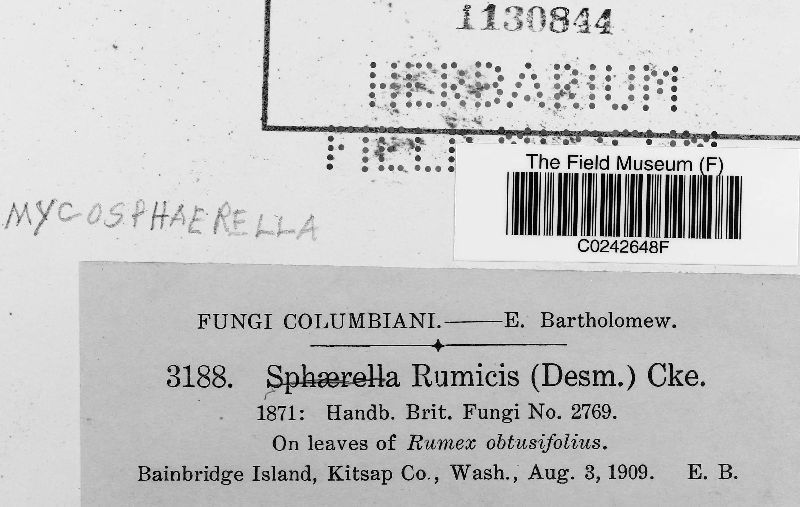 1130844
HERBARIUM
The Field Museum (F)
C0242648F
MYCOSPHAERELLA
FUNGI COLUMBIANI.—E. Bartholomew.
3188. Sphærella Rumicis (Desm.) Cke.
1871: Handb. Brit. Fungi No. 2769.
On leaves of Rumex obtusifolius.
Bainbridge Island, Kitsap Co., Wash., Aug. 3, 1909. E. B.